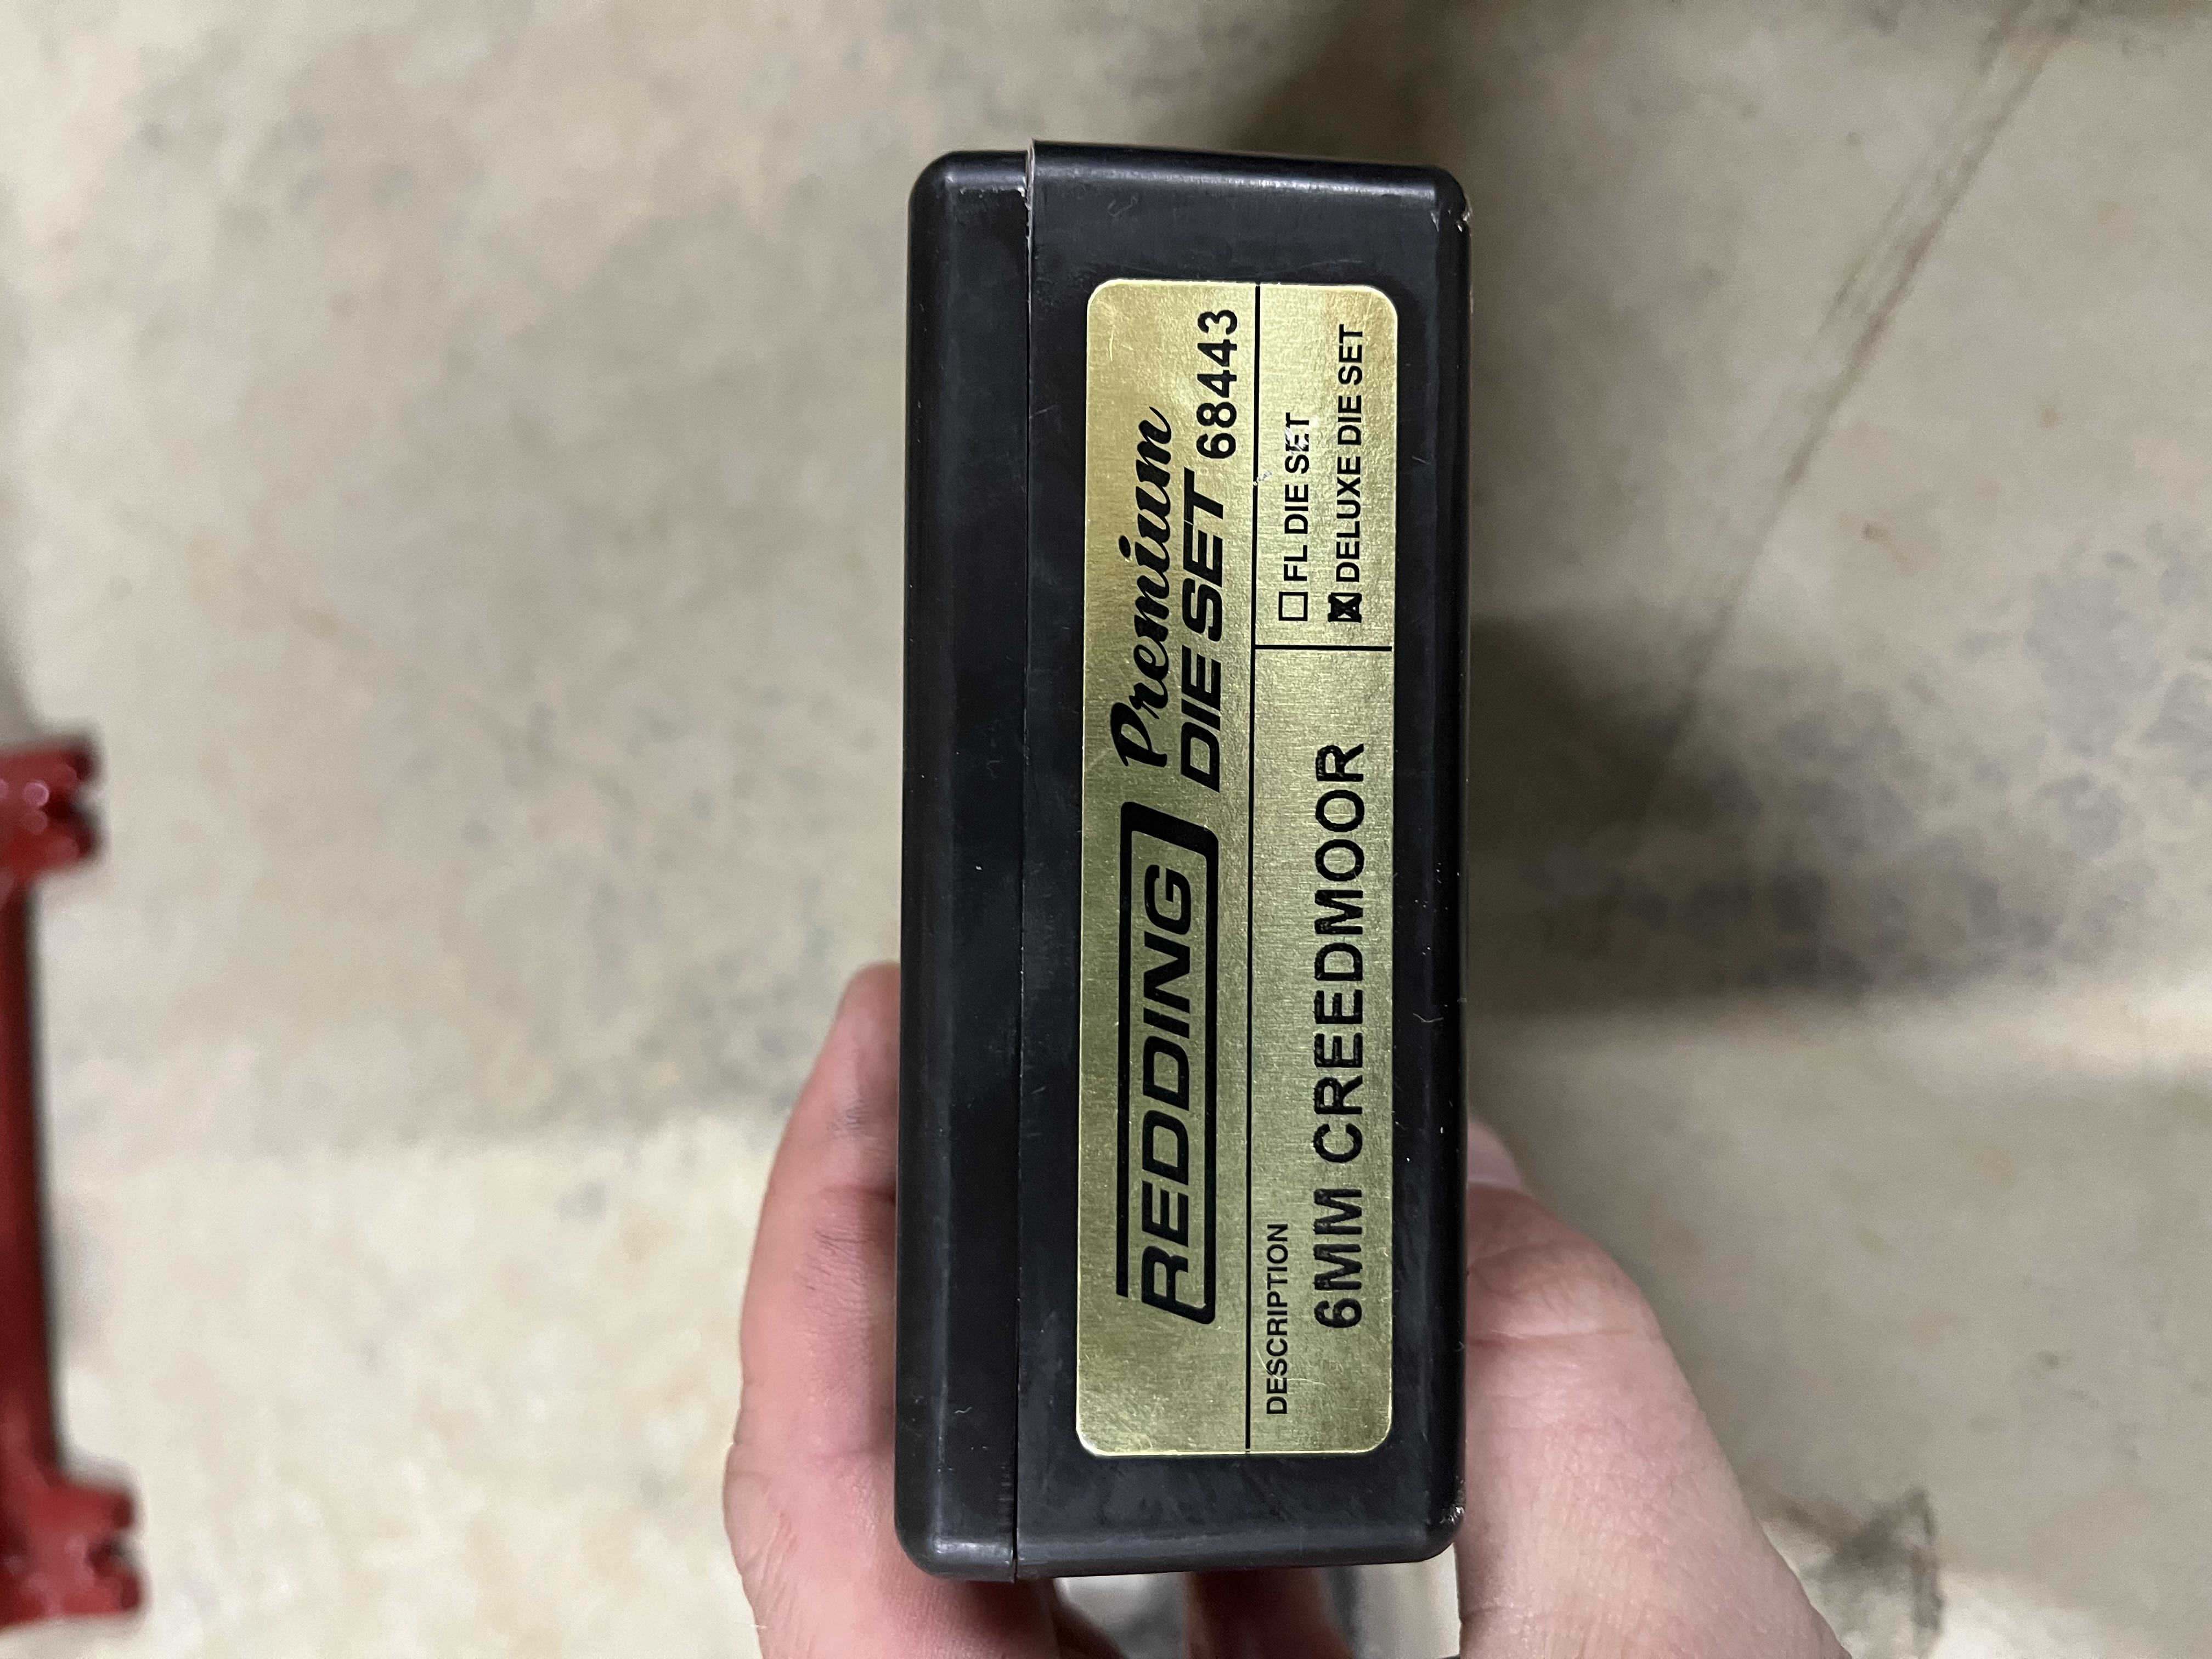 REDDING Premium
DIE SET 68443
DESCRIPTION
6MM CREEDMOOR
☐ FL DIE SET
☒ DELUXE DIE SET